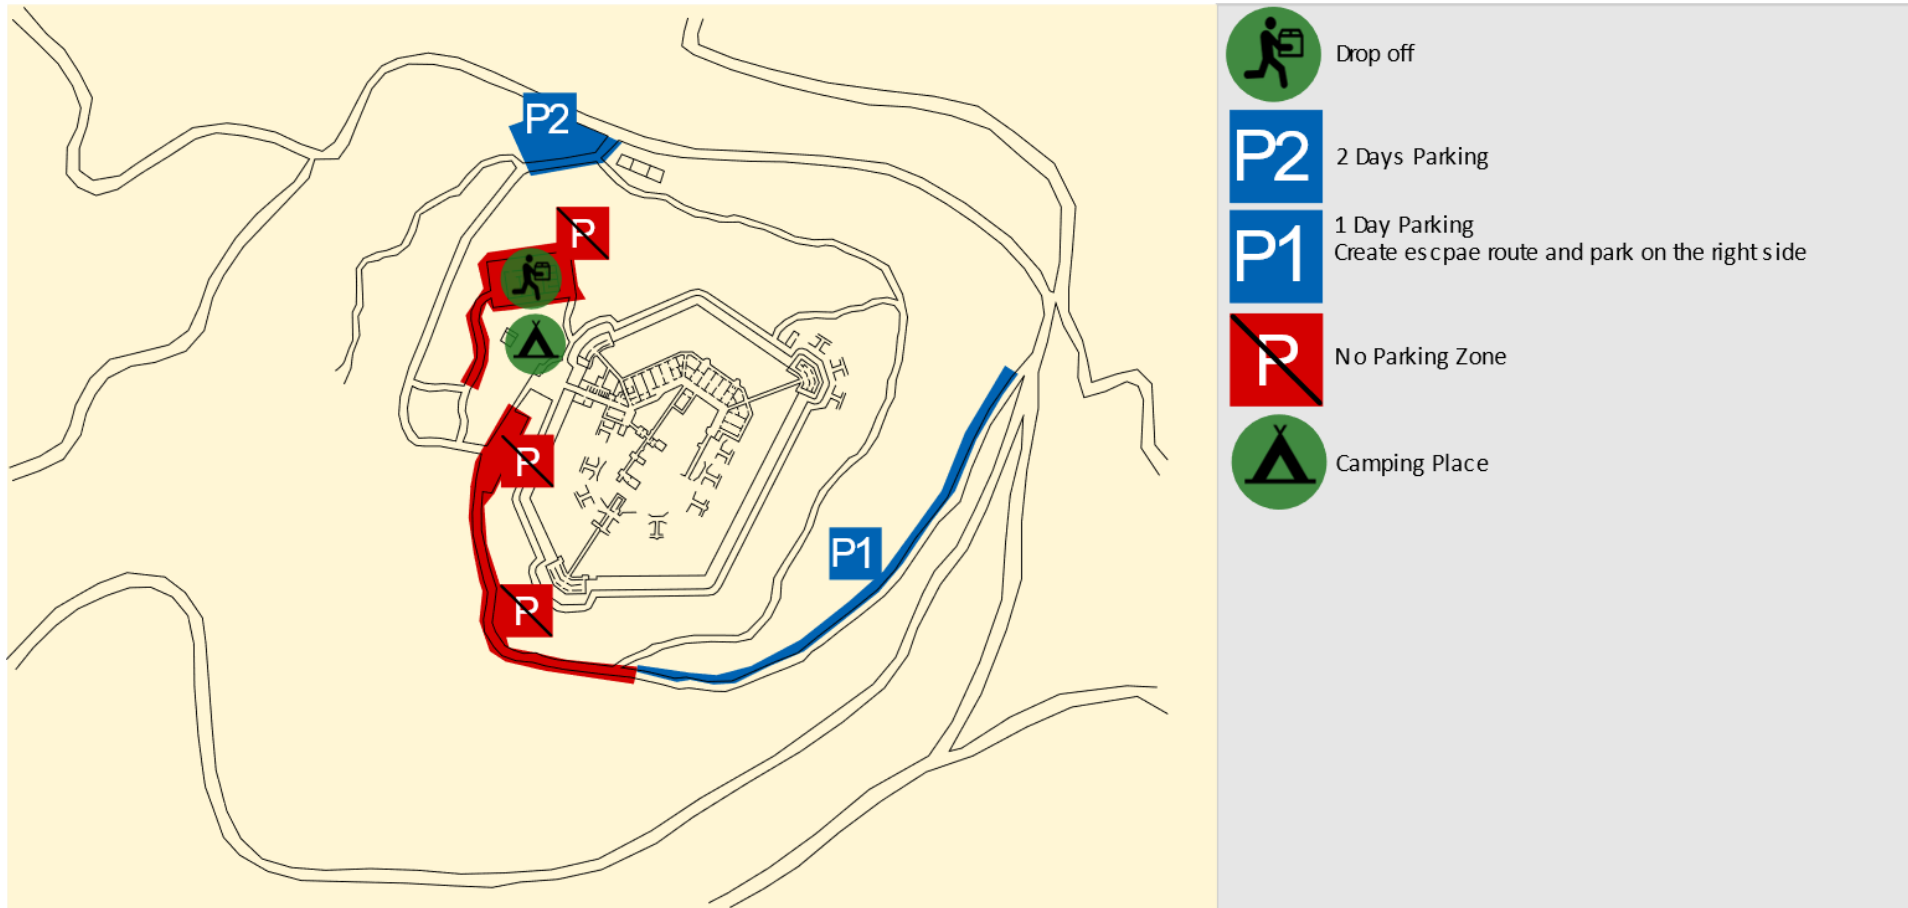 P2
P
P
P1
P
Drop off
P2
2 Days Parking
P1
1 Day Parking
Create escpae route and park on the right side
P
No Parking Zone
Camping Place